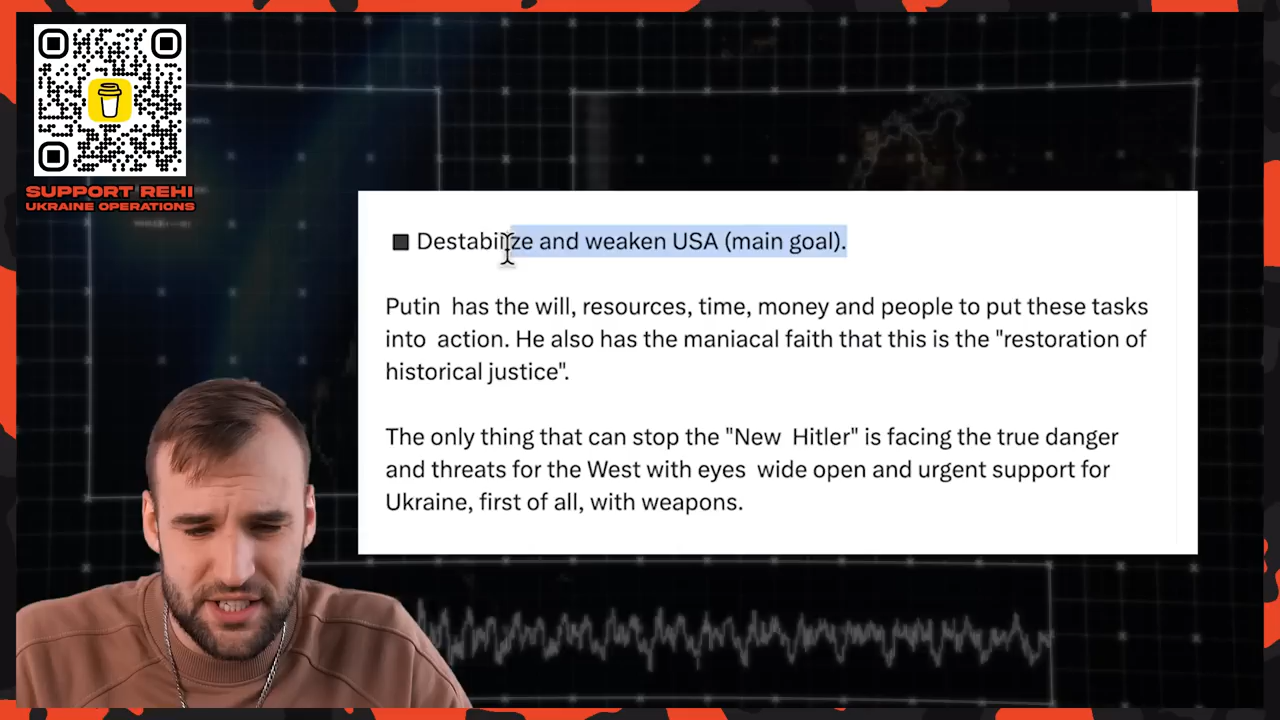 SUPPORT REHI
UKRAINE OPERATIONS
■ Destabilize and weaken USA (main goal).
Putin  has the will, resources, time, money and people to put these tasks
into  action. He also has the maniacal faith that this is the "restoration of
historical justice".
The only thing that can stop the "New  Hitler" is facing the true danger
and threats for the West with eyes  wide open and urgent support for
Ukraine, first of all, with weapons.